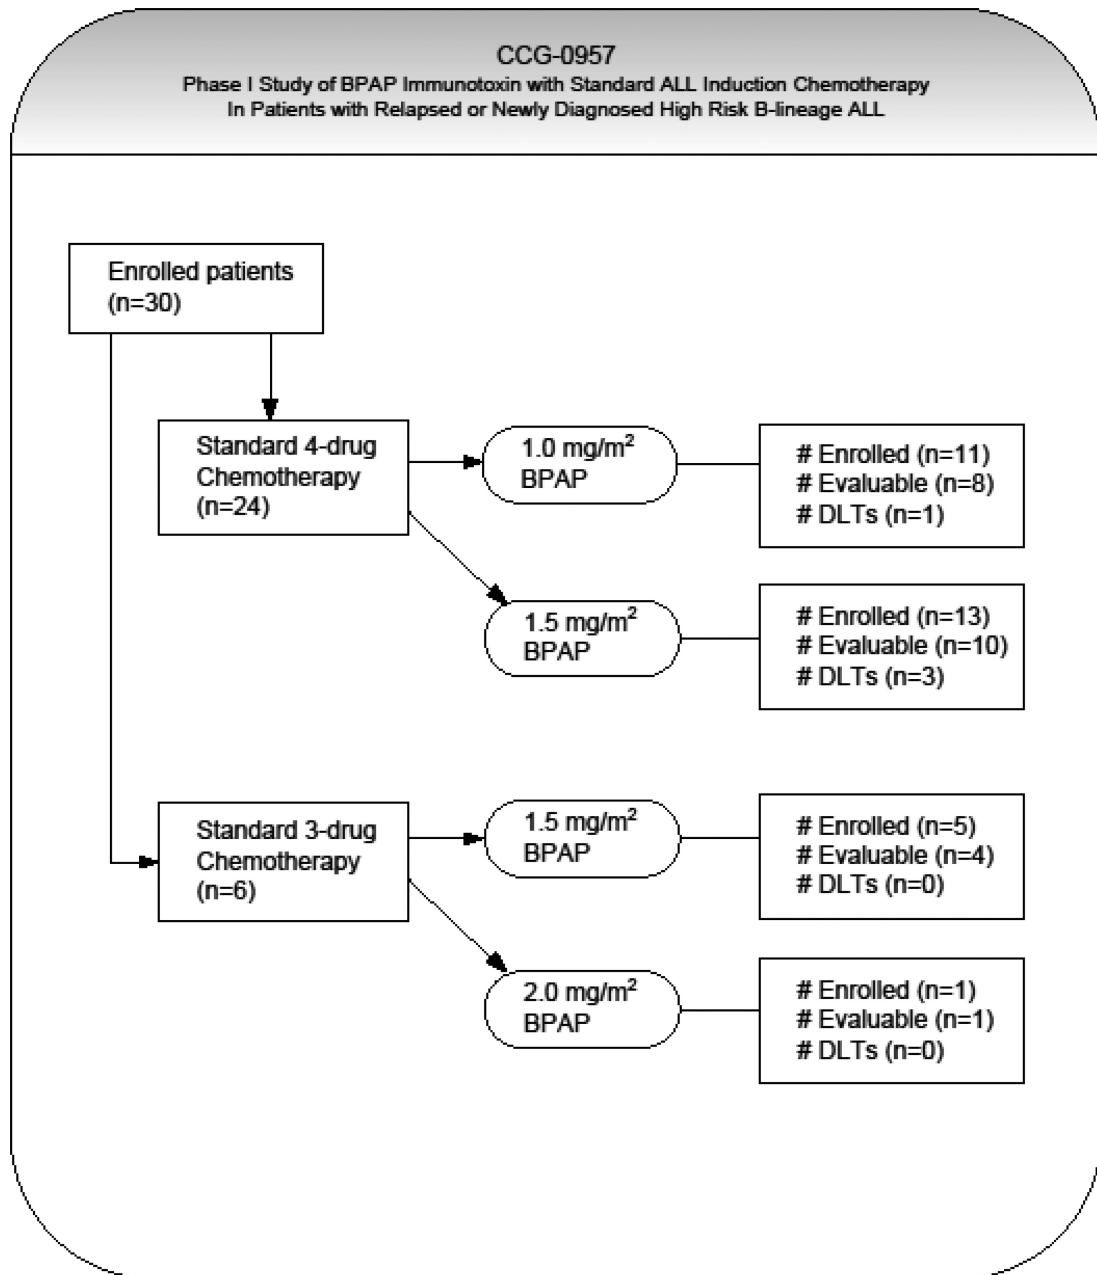 CCG-0957
Phase I Study of BPAP Immunotoxin with Standard ALL Induction Chemotherapy
In Patients with Relapsed or Newly Diagnosed High Risk B-lineage ALL
Enrolled patients
(n=30)
Standard 4-drug
Chemotherapy
(n=24)
1.0 mg/m²
BPAP
# Enrolled (n=11)
# Evaluable (n=8)
# DLTs (n=1)
1.5 mg/m²
BPAP
# Enrolled (n=13)
# Evaluable (n=10)
# DLTs (n=3)
Standard 3-drug
Chemotherapy
(n=6)
1.5 mg/m²
BPAP
# Enrolled (n=5)
# Evaluable (n=4)
# DLTs (n=0)
2.0 mg/m²
BPAP
# Enrolled (n=1)
# Evaluable (n=1)
# DLTs (n=0)